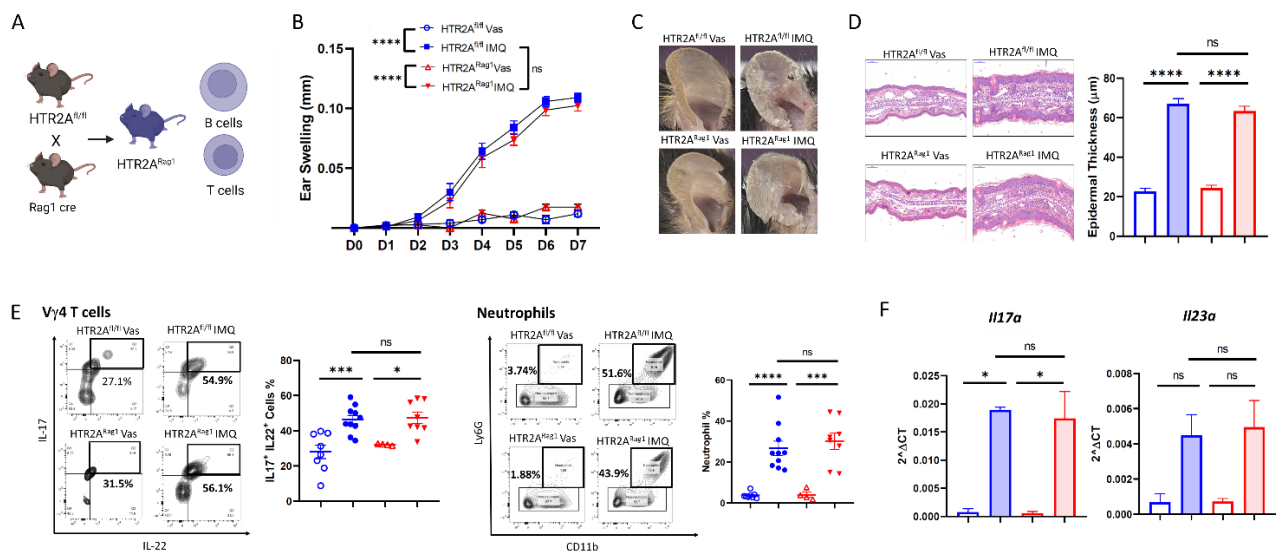 A
HTR2A^fl/fl
X
Rag1 cre
HTR2A^Rag1
B cells
T cells
B
HTR2A^fl/fl Vas
HTR2A^fl/fl IMQ
HTR2A^Rag1 Vas
HTR2A^Rag1 IMQ
****
****
ns
Ear Swelling (mm)
0.15
0.10
0.05
0.00
D0 D1 D2 D3 D4 D5 D6 D7
C
HTR2A^fl/fl Vas HTR2A^fl/fl IMQ
HTR2A^Rag1 Vas HTR2A^Rag1 IMQ
D
HTR2A^fl/fl Vas HTR2A^fl/fl IMQ
HTR2A^Rag1 Vas HTR2A^Rag1 IMQ
ns
**** ****
Epidermal Thickness (μm)
80
60
40
20
0
E
Vγ4 T cells
HTR2A^fl/fl Vas HTR2A^fl/fl IMQ
27.1% 54.9%
HTR2A^Rag1 Vas HTR2A^Rag1 IMQ
31.5% 56.1%
IL-17
IL-22
ns
*** *
IL17⁺ IL22⁺ Cells %
80
60
40
20
0
Neutrophils
HTR2A^fl/fl Vas HTR2A^fl/fl IMQ
3.74% 51.6%
HTR2A^Rag1 Vas HTR2A^Rag1 IMQ
1.88% 43.9%
Ly6G
CD11b
ns
**** ***
Neutrophil %
80
60
40
20
0
F
Il17a
ns
* *
2^ΔCT
0.025
0.020
0.015
0.010
0.005
0.000
Il23a
ns
ns ns
2^ΔΔCT
0.008
0.006
0.004
0.002
0.000